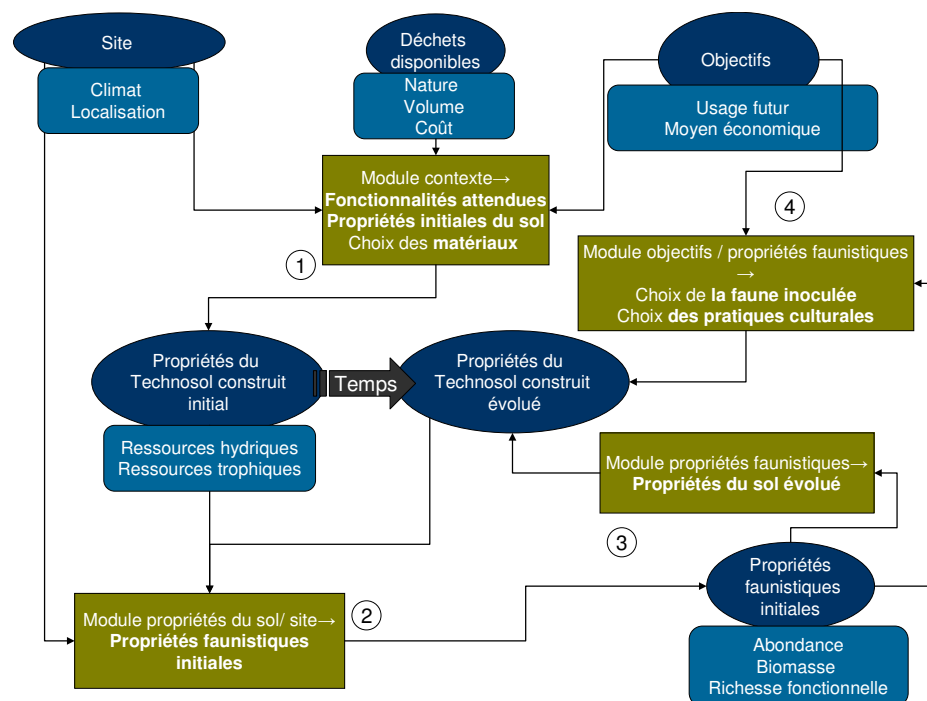 Site
Climat
Localisation
Déchets
disponibles
Nature
Volume
Coût
Objectifs
Usage futur
Moyen économique
Module contexte→
Fonctionnalités attendues
Propriétés initiales du sol
Choix des matériaux
1
4
Module objectifs / propriétés faunistiques
→
Choix de la faune inoculée
Choix des pratiques culturales
Propriétés du
Technosol construit
initial
Temps
Propriétés du
Technosol construit
évolué
Ressources hydriques
Ressources trophiques
Module propriétés faunistiques→
Propriétés du sol évolué
3
Propriétés
faunistiques
initiales
2
Module propriétés du sol/ site→
Propriétés faunistiques
initiales
Abondance
Biomasse
Richesse fonctionnelle